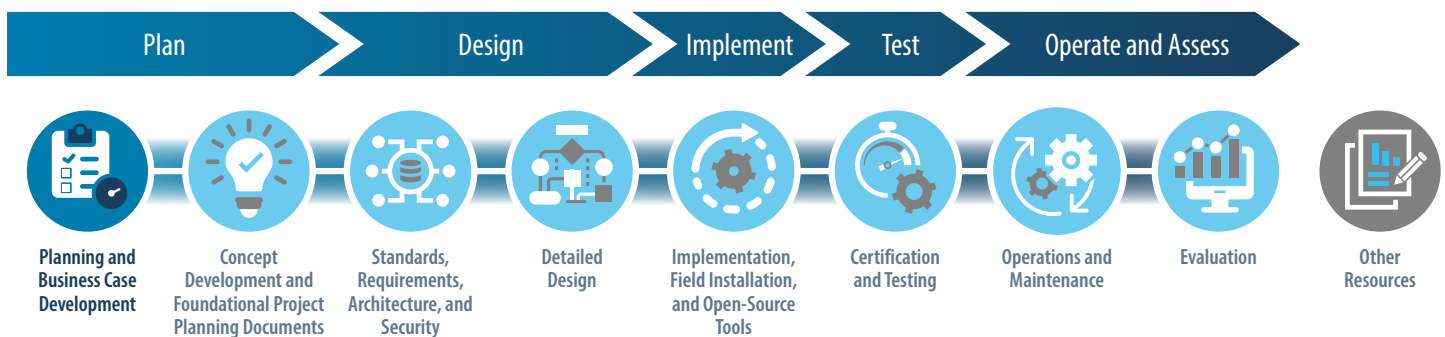 Plan
Design
Implement
Test
Operate and Assess
Planning and
Business Case
Development
Concept
Development and
Foundational Project
Planning Documents
Standards,
Requirements,
Architecture, and
Security
Detailed
Design
Implementation,
Field Installation,
and Open-Source
Tools
Certification
and Testing
Operations and
Maintenance
Evaluation
Other
Resources